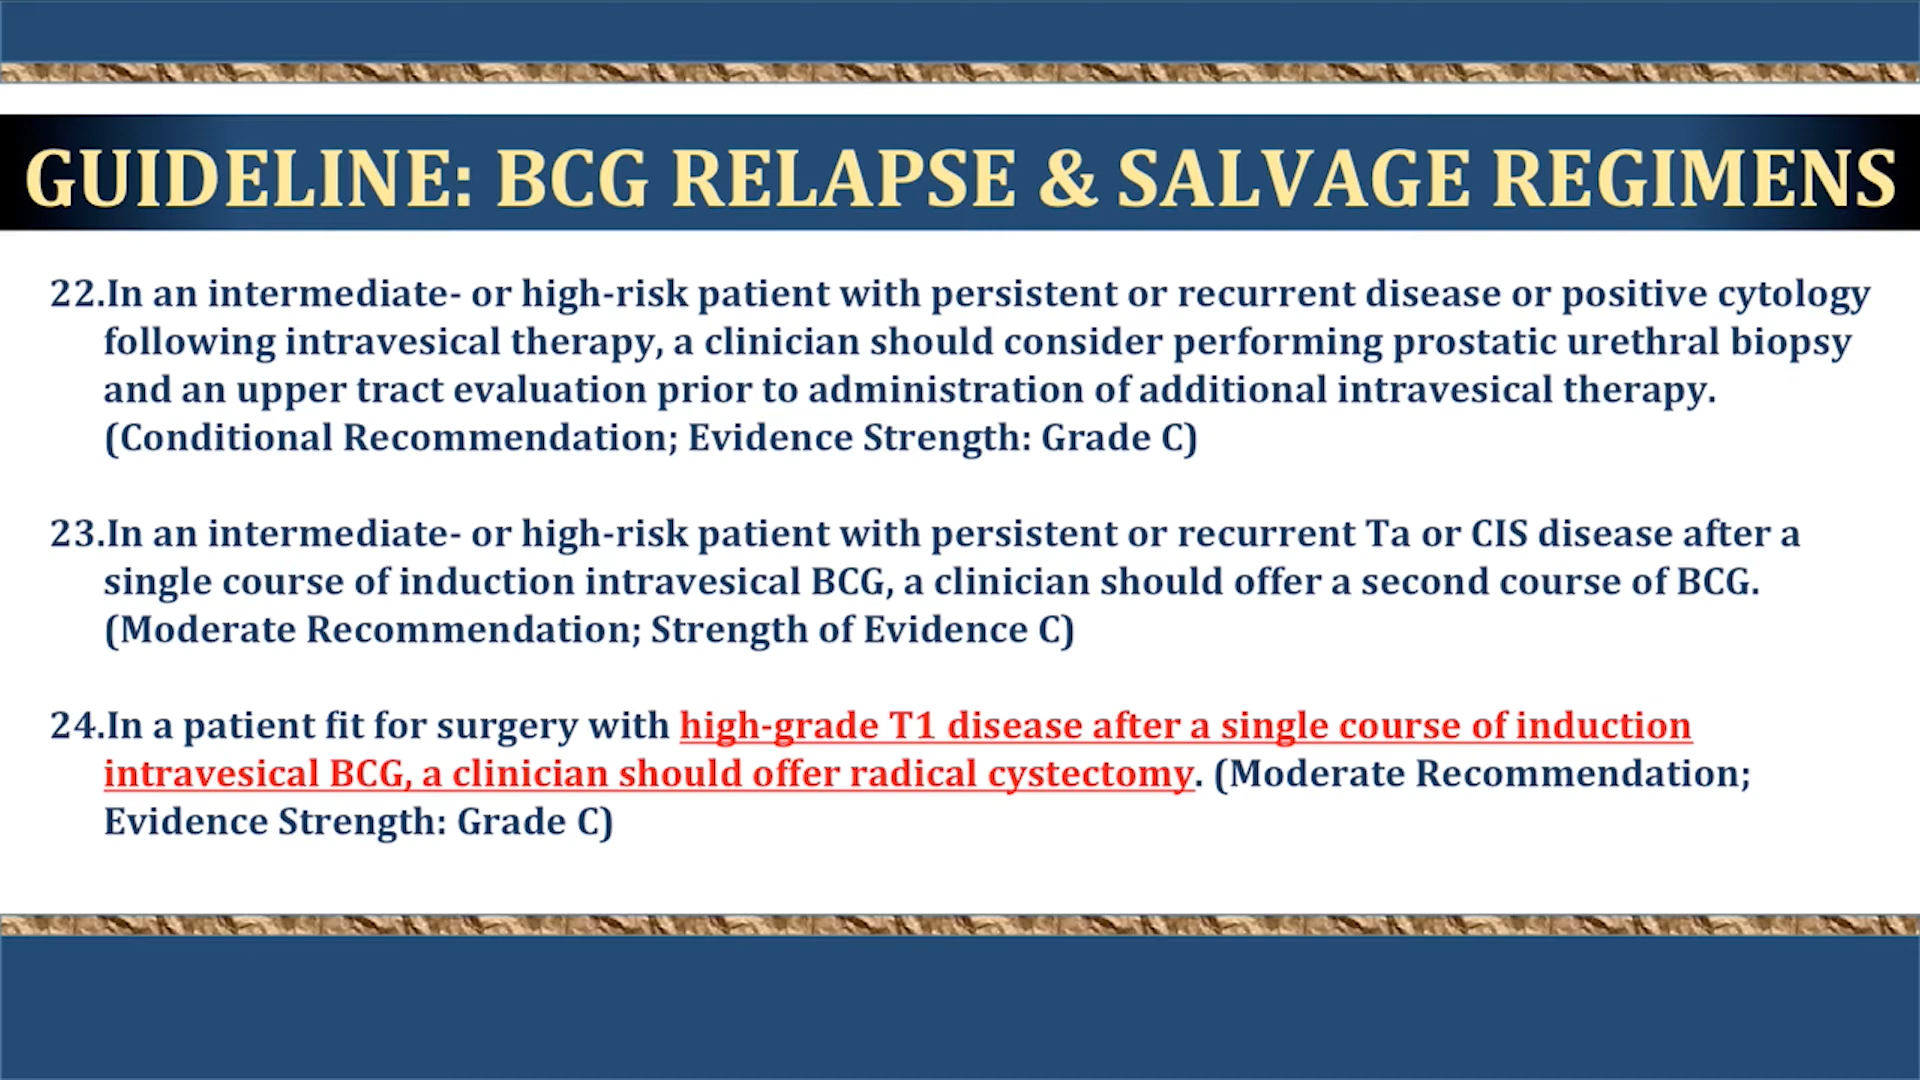 GUIDELINE: BCG RELAPSE & SALVAGE REGIMENS
22.In an intermediate- or high-risk patient with persistent or recurrent disease or positive cytology
following intravesical therapy, a clinician should consider performing prostatic urethral biopsy
and an upper tract evaluation prior to administration of additional intravesical therapy.
(Conditional Recommendation; Evidence Strength: Grade C)
23.In an intermediate- or high-risk patient with persistent or recurrent Ta or CIS disease after a
single course of induction intravesical BCG, a clinician should offer a second course of BCG.
(Moderate Recommendation; Strength of Evidence C)
24.In a patient fit for surgery with high-grade T1 disease after a single course of induction
intravesical BCG, a clinician should offer radical cystectomy. (Moderate Recommendation;
Evidence Strength: Grade C)